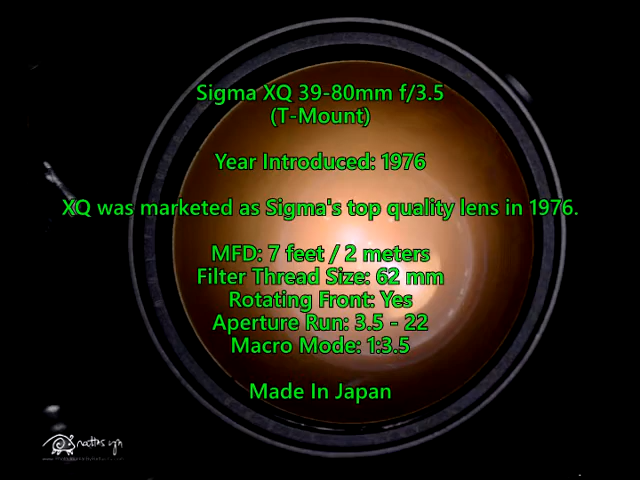 Sigma XQ 39-80mm f/3.5
(T-Mount)
Year Introduced: 1976
XQ was marketed as Sigma's top quality lens in 1976.
MFD: 7 feet / 2 meters
Filter Thread Size: 62 mm
Rotating Front: Yes
Aperture Run: 3.5 - 22
Macro Mode: 1:3.5
Made In Japan